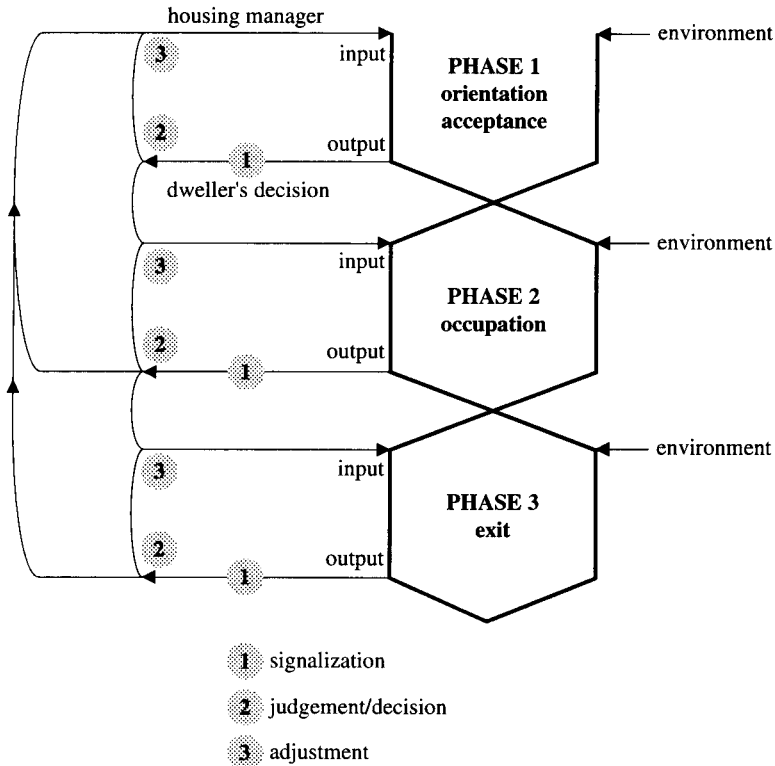 housing manager
3
input
PHASE 1
orientation
acceptance
environment
2
output
1
dweller's decision
environment
3
input
PHASE 2
occupation
2
output
1
environment
3
input
PHASE 3
exit
2
output
1
1 signalization
2 judgement/decision
3 adjustment